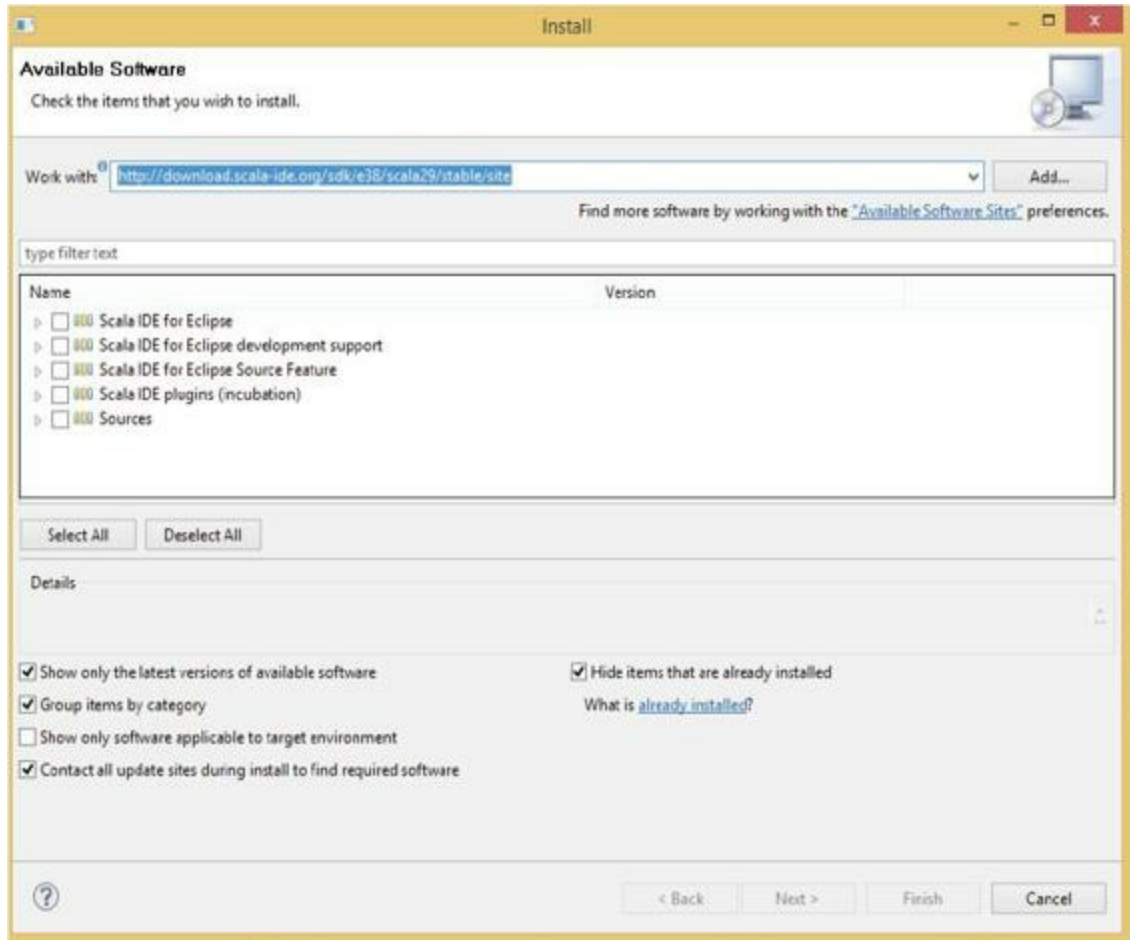 Install
Available Software
Check the items that you wish to install.
Work with: http://download.scala-ide.org/sdk/e38/scala29/stable/site Add...
Find more software by working with the "Available Software Sites" preferences.
type filter text
Name Version
Scala IDE for Eclipse
Scala IDE for Eclipse development support
Scala IDE for Eclipse Source Feature
Scala IDE plugins (incubation)
Sources
Select All Deselect All
Details
Show only the latest versions of available software Hide items that are already installed
Group items by category What is already installed?
Show only software applicable to target environment
Contact all update sites during install to find required software
? < Back Next > Finish Cancel